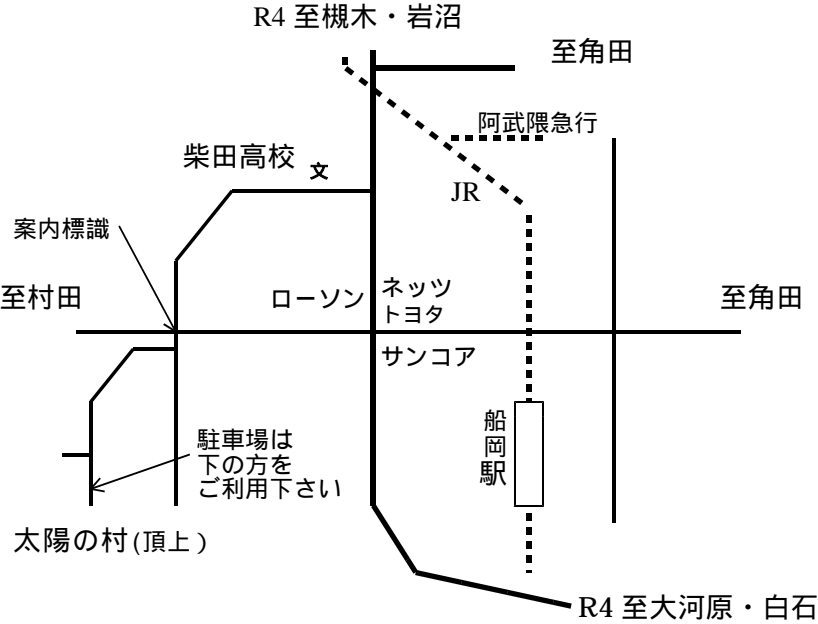 R4 至槻木・岩沼
至角田
阿武隈急行
柴田高校
文
JR
案内標識
至村田
ローソン
ネッツ
トヨタ
至角田
サンコア
船岡駅
駐車場は
下の方を
ご利用下さい
太陽の村(頂上)
R4 至大河原・白石